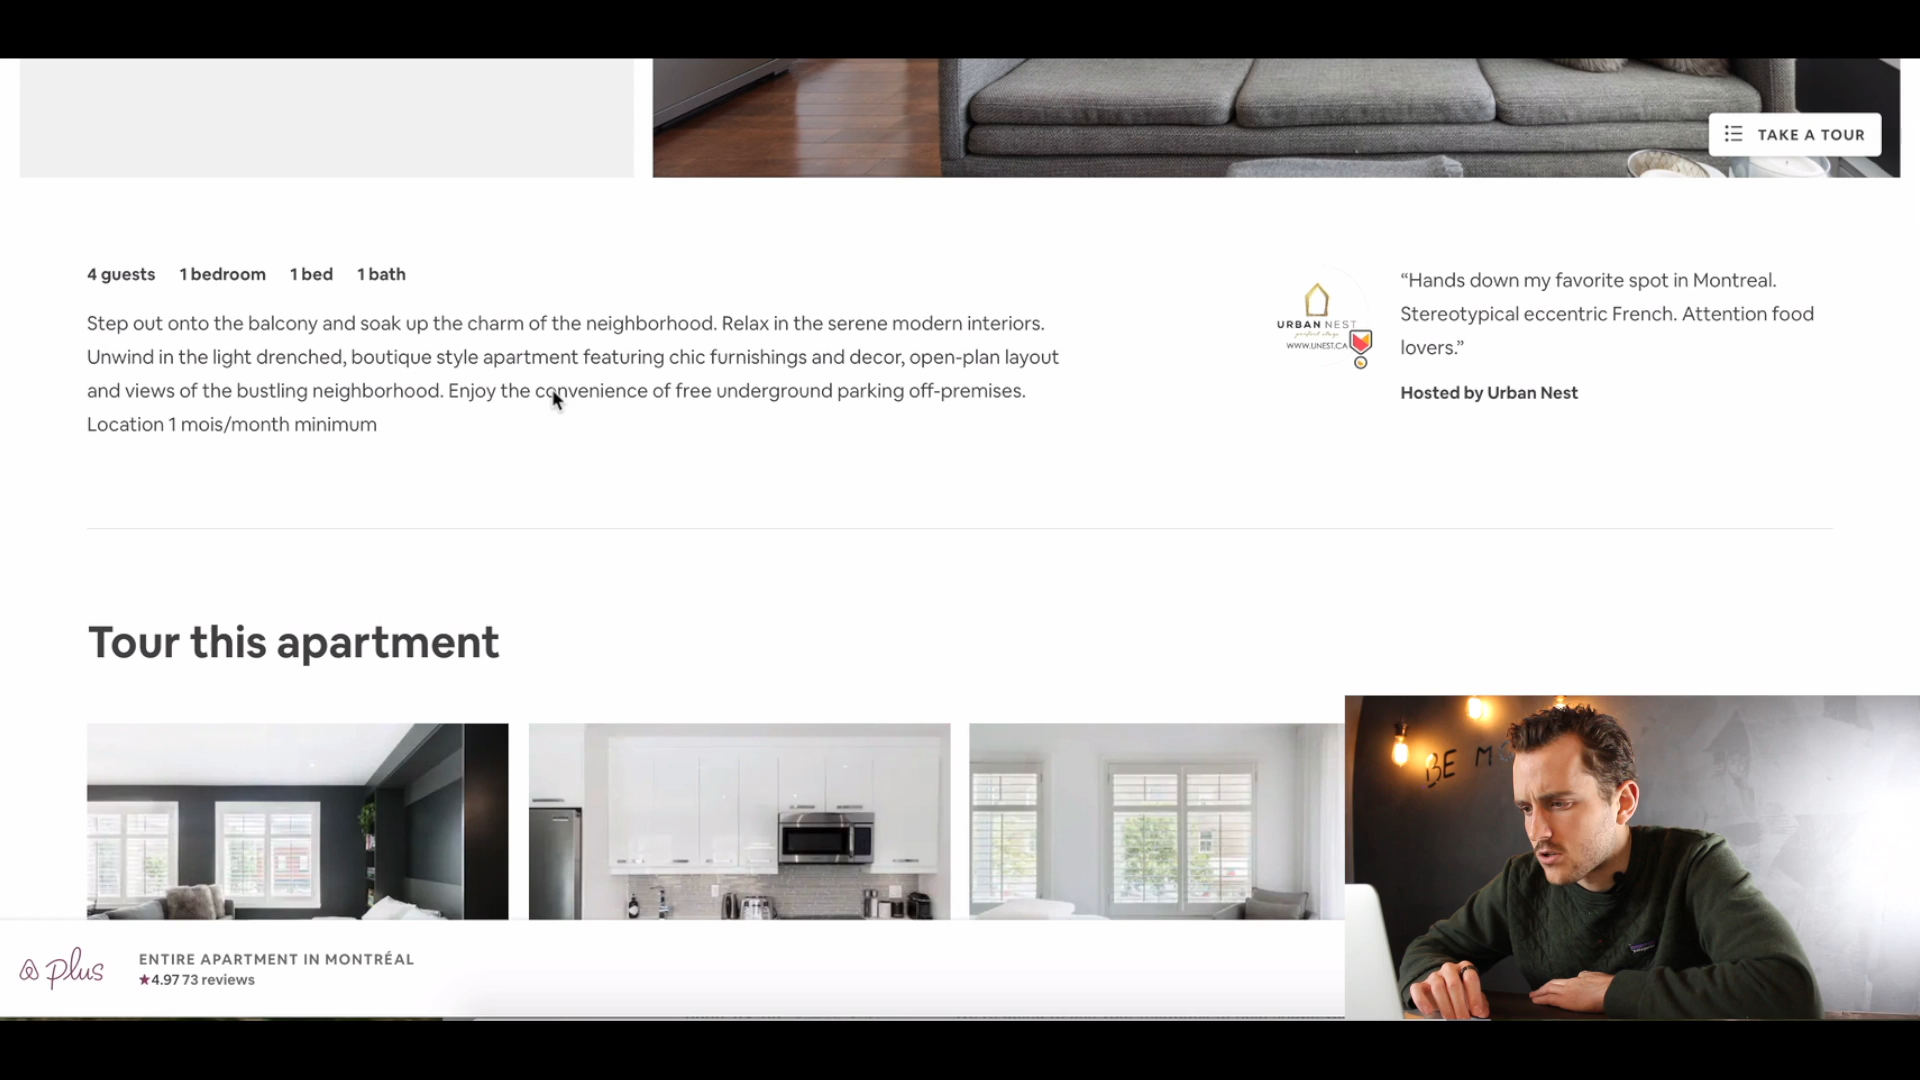 TAKE A TOUR
4 guests 1 bedroom 1 bed 1 bath
Step out onto the balcony and soak up the charm of the neighborhood. Relax in the serene modern interiors.
Unwind in the light drenched, boutique style apartment featuring chic furnishings and decor, open-plan layout
and views of the bustling neighborhood. Enjoy the convenience of free underground parking off-premises.
Location 1 mois/month minimum
URBAN NEST
WWW.UNEST.CA
“Hands down my favorite spot in Montreal.
Stereotypical eccentric French. Attention food
lovers.”
Hosted by Urban Nest
Tour this apartment
BE
plus
ENTIRE APARTMENT IN MONTRÉAL
★4.97 73 reviews